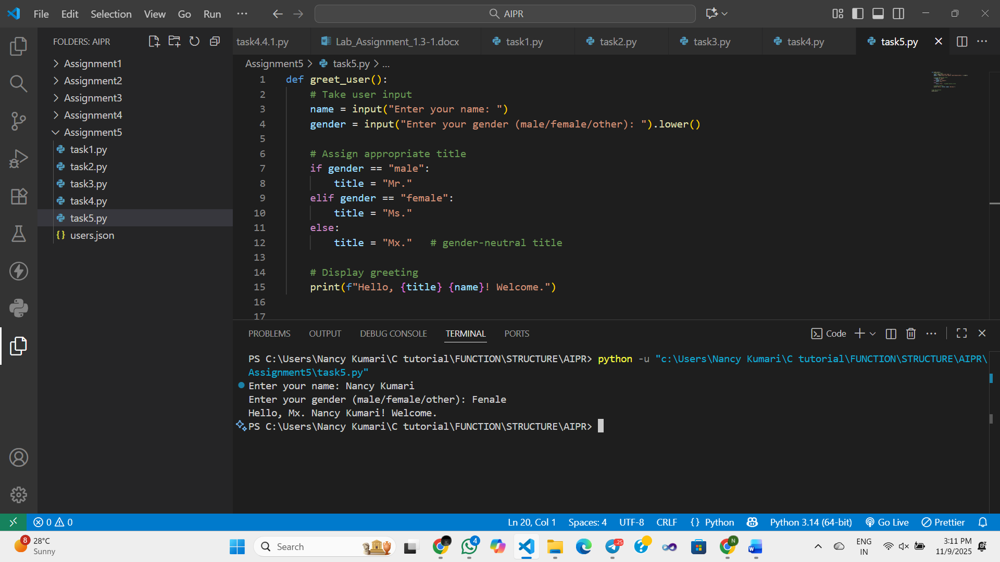 File Edit Selection View Go Run ··· AIPR
FOLDERS: AIPR
task4.4.1.py Lab_Assignment_1.3-1.docx task1.py task2.py task3.py task4.py task5.py
Assignment1
Assignment2
Assignment3
Assignment4
Assignment5
task1.py
task2.py
task3.py
task4.py
task5.py
{} users.json
Assignment5 > task5.py > ...
1 def greet_user():
2 # Take user input
3 name = input("Enter your name: ")
4 gender = input("Enter your gender (male/female/other): ").lower()
5
6 # Assign appropriate title
7 if gender == "male":
8 title = "Mr."
9 elif gender == "female":
10 title = "Ms."
11 else:
12 title = "Mx." # gender-neutral title
13
14 # Display greeting
15 print(f"Hello, {title} {name}! Welcome.")
16
17
PROBLEMS OUTPUT DEBUG CONSOLE TERMINAL PORTS Code
PS C:\Users\Nancy Kumari\C tutorial\FUNCTION\STRUCTURE\AIPR> python -u "c:\Users\Nancy Kumari\C tutorial\FUNCTION\STRUCTURE\AIPR\
Assignment5\task5.py"
Enter your name: Nancy Kumari
Enter your gender (male/female/other): Fenale
Hello, Mx. Nancy Kumari! Welcome.
PS C:\Users\Nancy Kumari\C tutorial\FUNCTION\STRUCTURE\AIPR>
0 0 Ln 20, Col 1 Spaces: 4 UTF-8 CRLF {} Python Python 3.14 (64-bit) Go Live Prettier
8 28°C
Sunny
Search
4
..25
N
ENG
IN
3:11 PM
11/9/2025